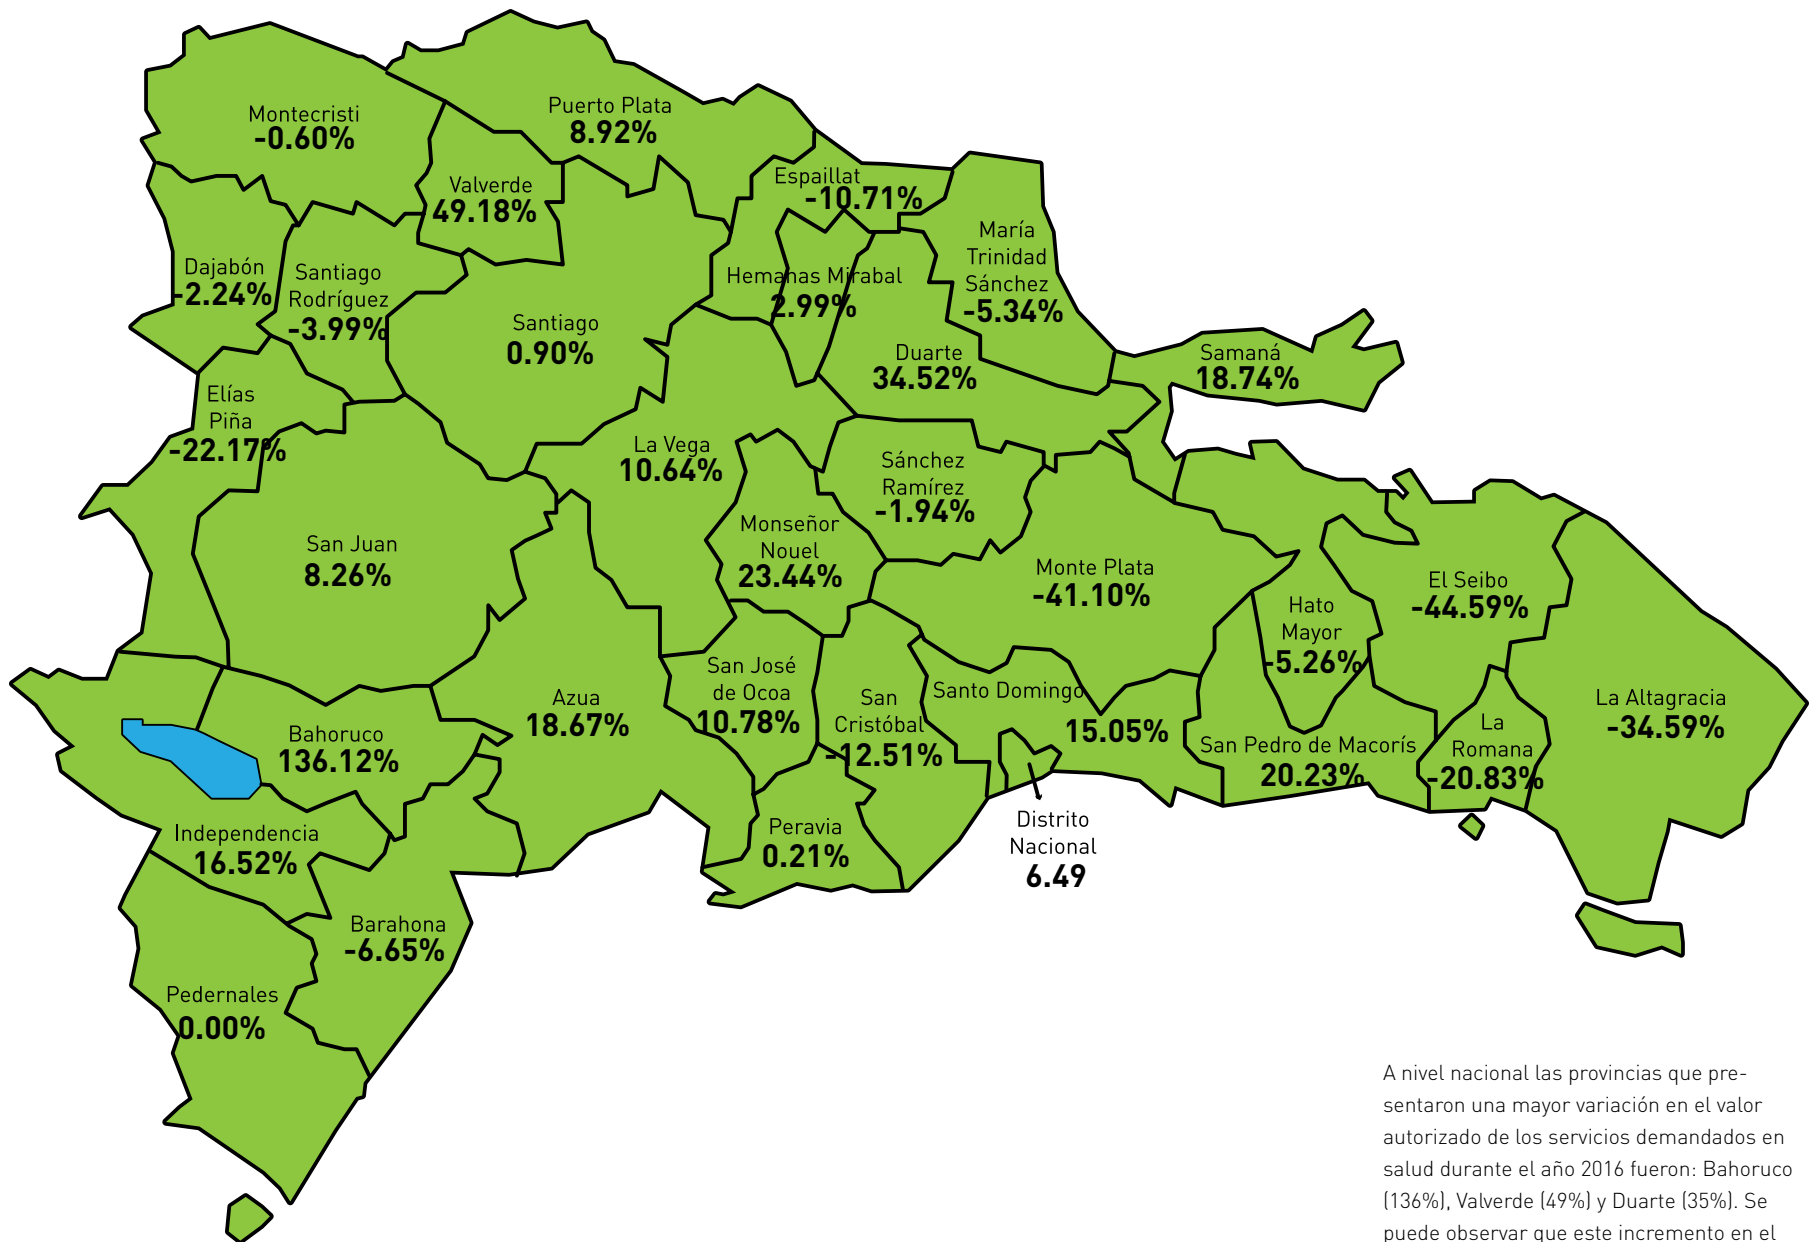 Montecristi
-0.60%
Puerto Plata
8.92%
Valverde
49.18%
Espaillat
-10.71%
María
Trinidad
Sánchez
-5.34%
Dajabón
-2.24%
Santiago
Rodríguez
-3.99%
Hemanas Mirabal
2.99%
Santiago
0.90%
Duarte
34.52%
Samaná
18.74%
Elías
Piña
-22.17%
La Vega
10.64%
Sánchez
Ramírez
-1.94%
San Juan
8.26%
Monseñor
Nouel
23.44%
Monte Plata
-41.10%
El Seibo
-44.59%
Hato
Mayor
-5.26%
San José
de Ocoa
10.78%
Azua
18.67%
San
Cristóbal
-12.51%
Santo Domingo
15.05%
La Altagracia
-34.59%
Bahoruco
136.12%
San Pedro de Macorís
20.23%
La
Romana
-20.83%
Independencia
16.52%
Peravia
0.21%
Distrito
Nacional
6.49
Barahona
-6.65%
Pedernales
0.00%
A nivel nacional las provincias que pre-
sentaron una mayor variación en el valor
autorizado de los servicios demandados en
salud durante el año 2016 fueron: Bahoruco
(136%), Valverde (49%) y Duarte (35%). Se
puede observar que este incremento en el